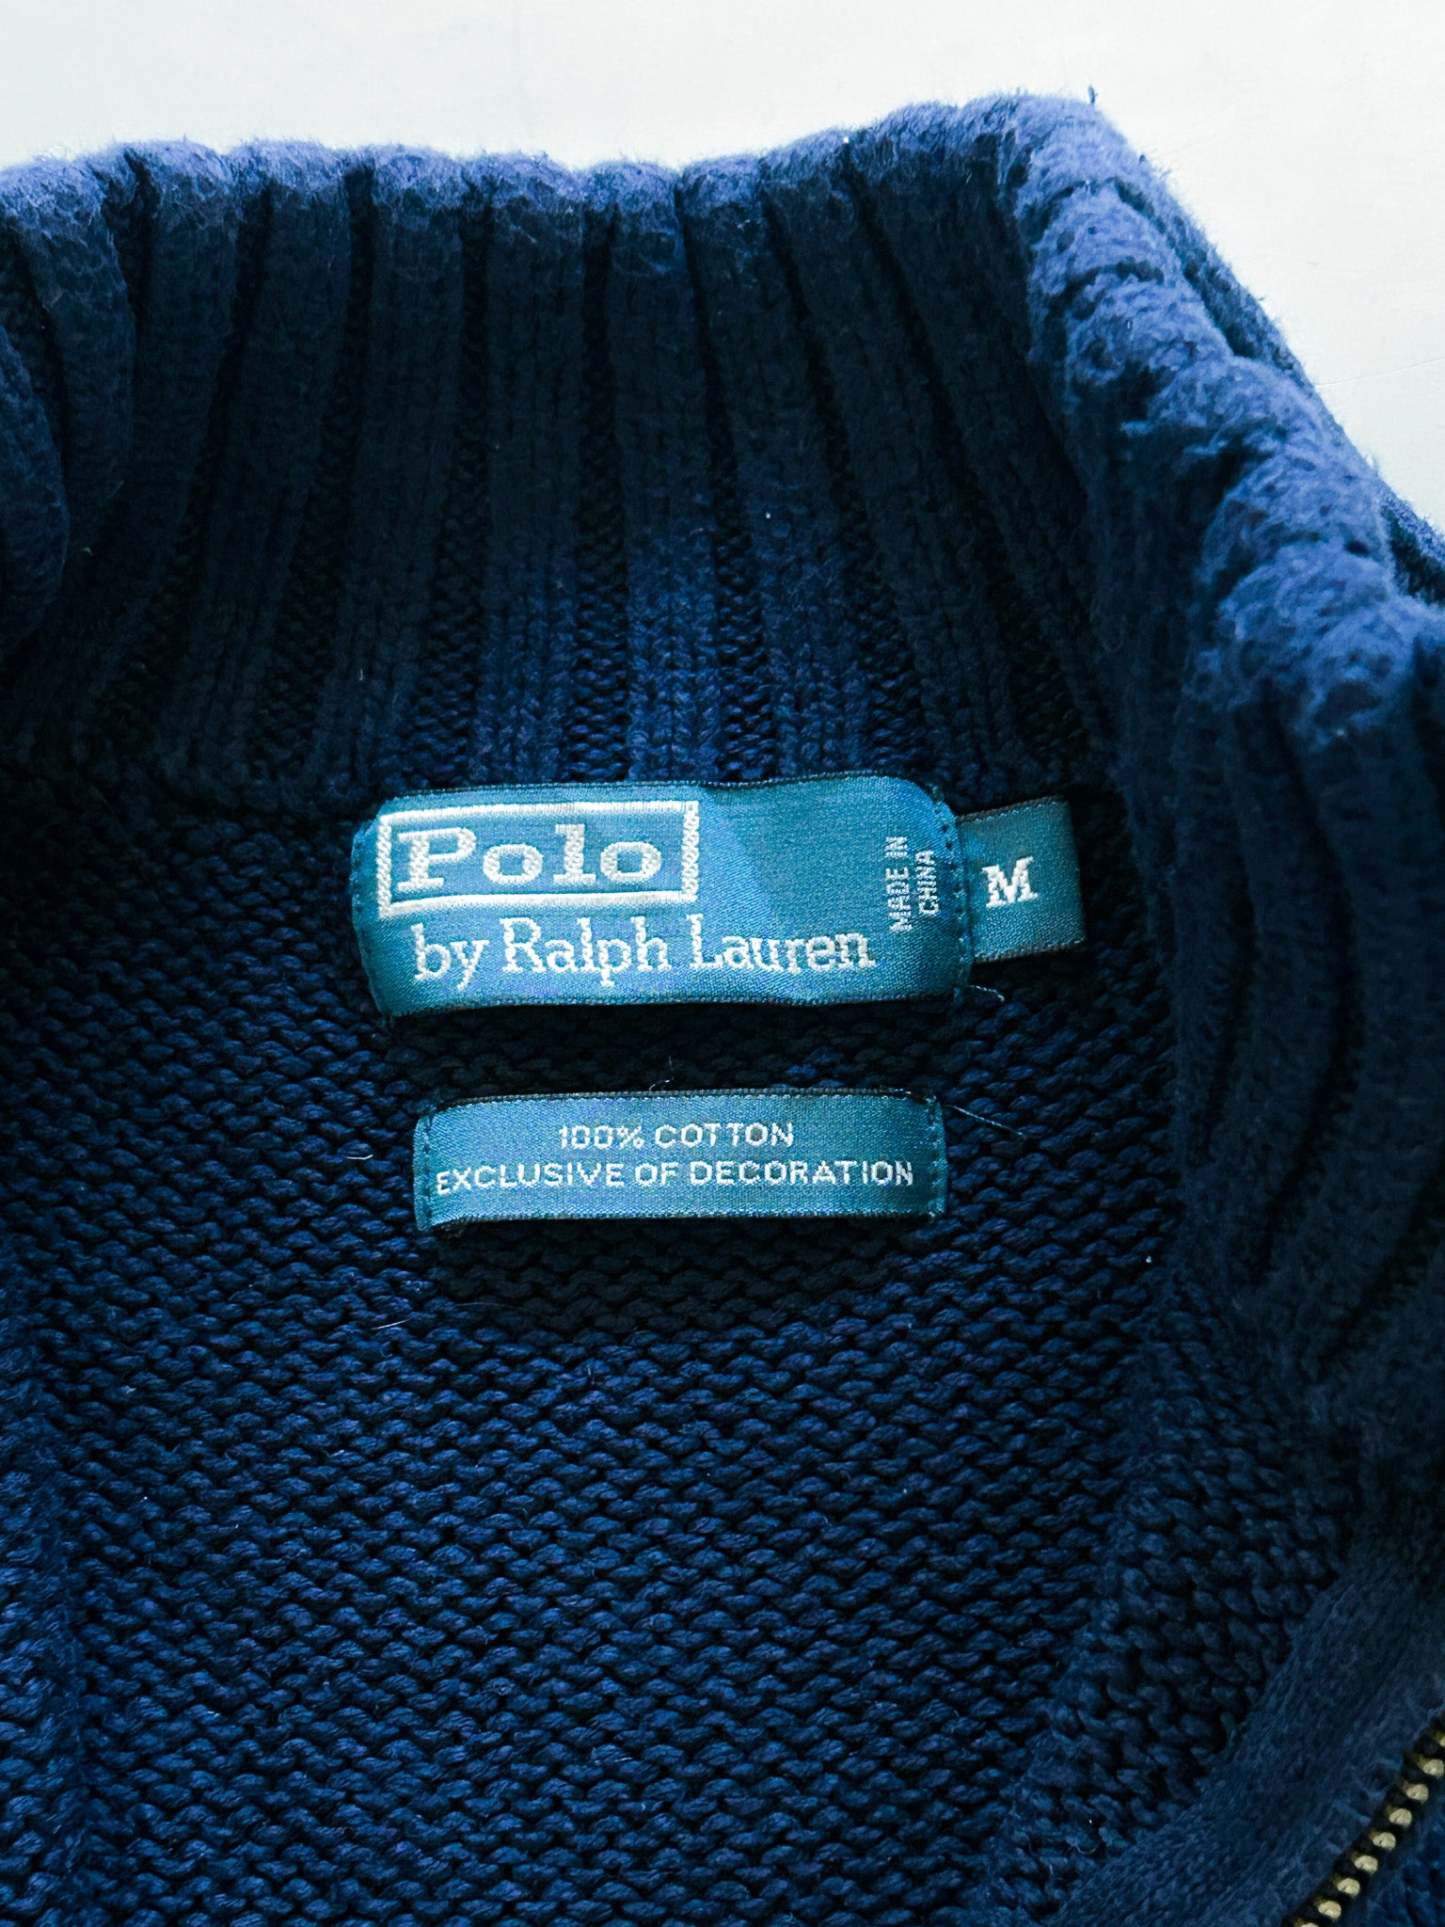 Polo
by Ralph Lauren
MADE IN
CHINA
M
100% COTTON
EXCLUSIVE OF DECORATION